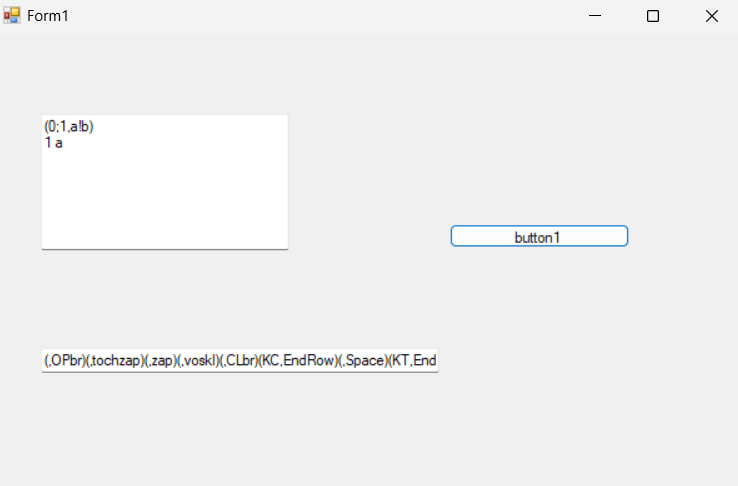 Form1
(0;1,a!b)
1 a
button1
(,OPbr)(,tochzap)(,zap)(,voskl)(,CLbr)(KC,EndRow)(,Space)(KT,End